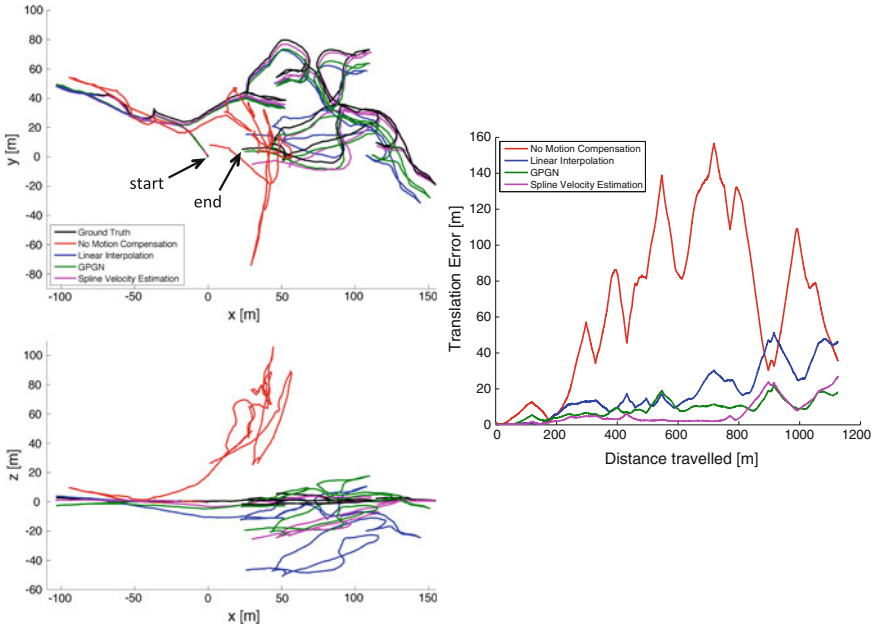 100
80
60
40
20
0
-20
-40
-60
-80
y [m]
start
end
Ground Truth
No Motion Compensation
Linear Interpolation
GPGN
Spline Velocity Estimation
-100 -50 0 50 100 150
x [m]
100
80
60
40
20
0
-20
-40
-60
z [m]
-100 -50 0 50 100 150
x [m]
160
140
120
100
80
60
40
20
0
Translation Error [m]
No Motion Compensation
Linear Interpolation
GPGN
Spline Velocity Estimation
0 200 400 600 800 1000 1200
Distance travelled [m]